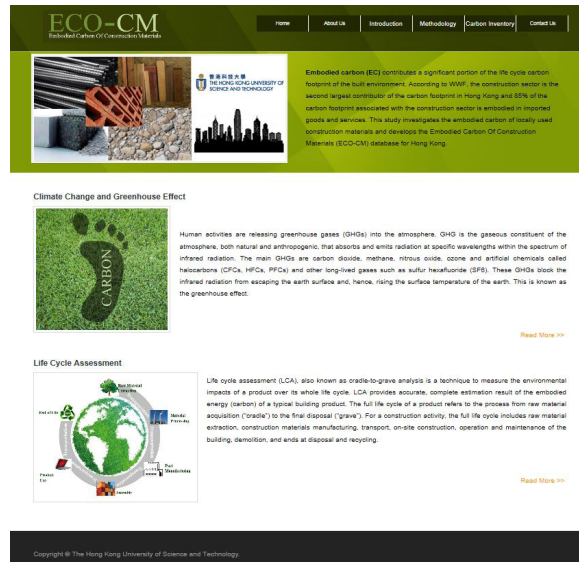 ECO-CM
Embodied Carbon Of Construction Materials
Home
About Us
Introduction
Methodology
Carbon Inventory
Contact Us
香港科技大學
THE HONG KONG UNIVERSITY OF
SCIENCE AND TECHNOLOGY
Embodied carbon (EC) contributes a significant portion of the life cycle carbon
footprint of the built environment. According to WWF, the construction sector is the
second largest contributor of the carbon footprint in Hong Kong and 85% of the
carbon footprint associated with the construction sector is embodied in imported
goods and services. This study investigates the embodied carbon of locally used
construction materials and develops the Embodied Carbon Of Construction
Materials (ECO-CM) database for Hong Kong.
Climate Change and Greenhouse Effect
CARBON
Human activities are releasing greenhouse gases (GHGs) into the atmosphere. GHG is the gaseous constituent of the
atmosphere, both natural and anthropogenic, that absorbs and emits radiation at specific wavelengths within the spectrum of
infrared radiation. The main GHGs are carbon dioxide, methane, nitrous oxide, ozone and artificial chemicals called
halocarbons (CFCs, HFCs, PFCs) and other long-lived gases such as sulfur hexafluoride (SF6). These GHGs block the
infrared radiation from escaping the earth surface and, hence, rising the surface temperature of the earth. This is known as
the greenhouse effect.
Read More >>
Life Cycle Assessment
Raw Material
Extraction
End of Life
Material
Processing
Part
Manufacturing
Product
Use
Assembly
Life cycle assessment (LCA), also known as cradle-to-grave analysis is a technique to measure the environmental
impacts of a product over its whole life cycle. LCA provides accurate, complete estimation result of the embodied
energy (carbon) of a typical building product. The full life cycle of a product refers to the process from raw material
acquisition ("cradle") to the final disposal ("grave"). For a construction activity, the full life cycle includes raw material
extraction, construction materials manufacturing, transport, on-site construction, operation and maintenance of the
building, demolition, and ends at disposal and recycling.
Read More >>
Copyright © The Hong Kong University of Science and Technology.